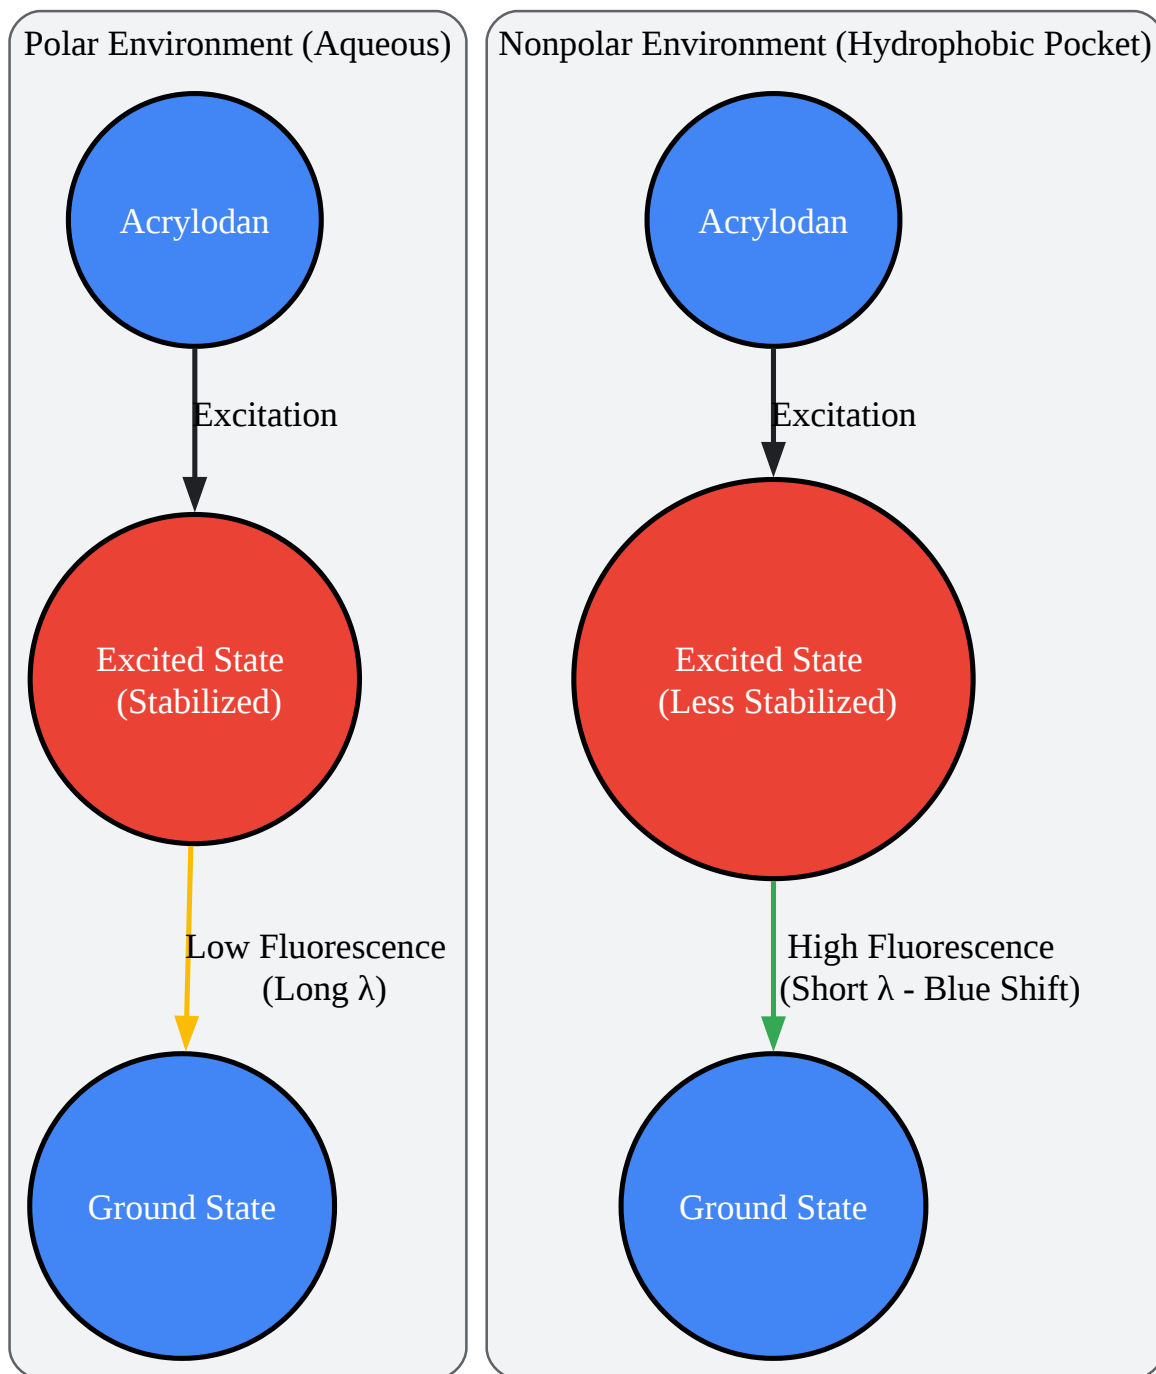 Polar Environment (Aqueous)
Acrylodan
Excitation
Excited State
(Stabilized)
Low Fluorescence
(Long λ)
Ground State
Nonpolar Environment (Hydrophobic Pocket)
Acrylodan
Excitation
Excited State
(Less Stabilized)
High Fluorescence
(Short λ - Blue Shift)
Ground State